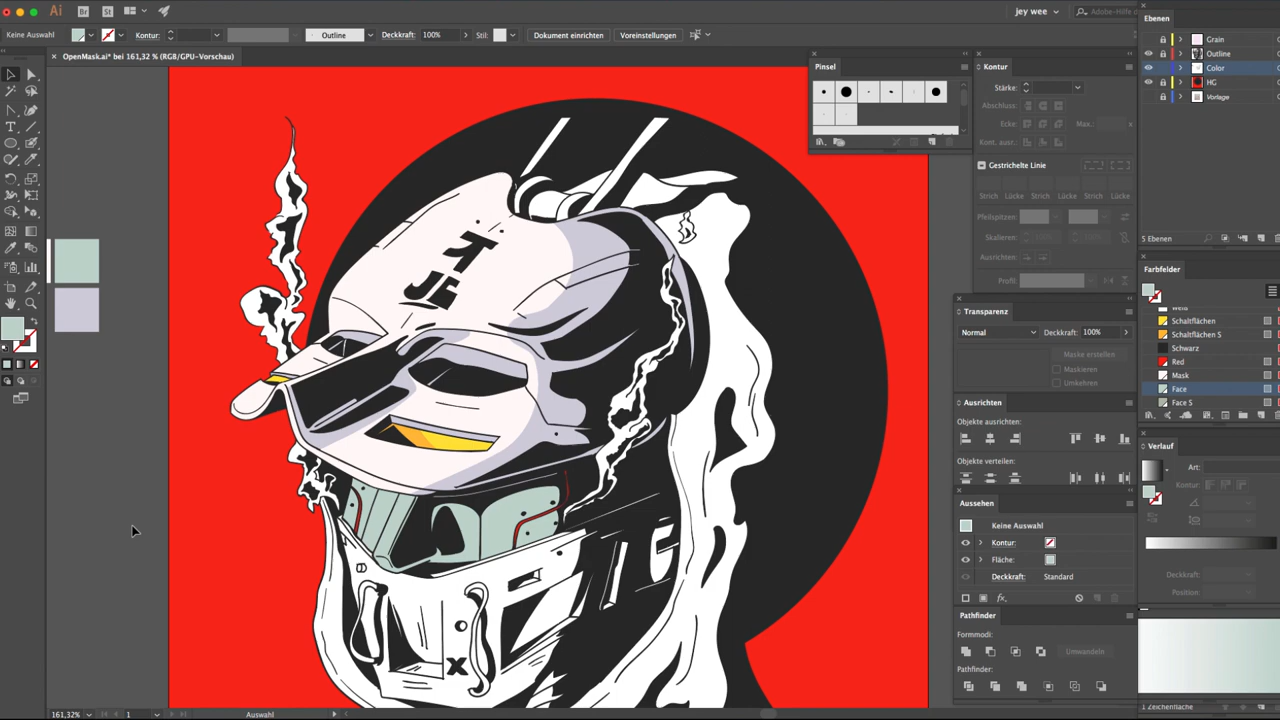 Ai Br St jey wee Adobe-Hilfe
Keine Auswahl Kontur: Outline Deckkraft: 100% Stil: Dokument einrichten Voreinstellungen
× OpenMask.ai* bei 161,32 % (RGB/GPU-Vorschau)
Ebenen
Grain
Outline
Color
HG
Vorlage
5 Ebenen
Pinsel
Kontur
Stärke:
Abschluss:
Ecke: Max.:
Kont. ausr.:
Gestrichelte Linie
Strich Lücke Strich Lücke Strich Lücke
Pfeilspitzen:
Skalieren:
Ausrichten:
Profil:
Farbfelder
Weiß
Schaltflächen
Schaltflächen S
Schwarz
Red
Mask
Face
Face S
Transparenz
Normal Deckkraft: 100%
Maske erstellen
Maskieren
Umkehren
Ausrichten
Objekte ausrichten:
Objekte verteilen:
Verlauf
Art:
Kontur:
Deckkraft:
Position:
Aussehen
Keine Auswahl
Kontur:
Fläche:
Deckkraft: Standard
fx
Pathfinder
Formmodi:
Umwandeln
Pathfinder:
x
161,32% 1 Auswahl
1 Zeichenfläche